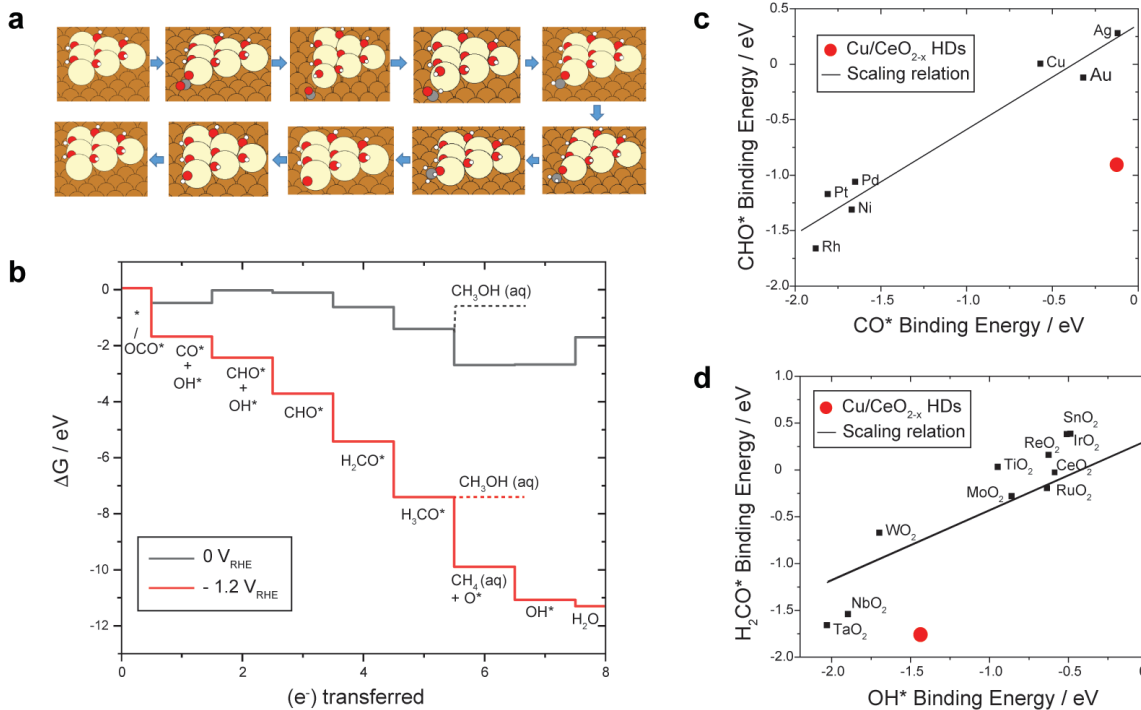 a
b
0
-2
-4
-6
-8
-10
-12
ΔG / eV
0
2
4
6
8
(e⁻) transferred
*
/
OCO*
CO*
+
OH*
CHO*
+
OH*
CHO*
H₂CO*
H₃CO*
CH₃OH (aq)
CH₃OH (aq)
CH₄ (aq)
+ O*
OH*
H₂O
0 V_RHE
- 1.2 V_RHE
c
1.0
0.5
0.0
-0.5
-1.0
-1.5
-2.0
CHO* Binding Energy / eV
-2.0
-1.5
-1.0
-0.5
0
CO* Binding Energy / eV
Cu/CeO₂₋ₓ HDs
Scaling relation
Ag
Cu
Au
Pd
Pt
Ni
Rh
d
1.0
0.5
0
-0.5
-1.0
-1.5
2.0
H₂CO* Binding Energy / eV
-2.0
-1.5
-1.0
-0.5
OH* Binding Energy / eV
Cu/CeO₂₋ₓ HDs
Scaling relation
SnO₂
IrO₂
ReO₂
TiO₂
CeO₂
MoO₂
RuO₂
WO₂
NbO₂
TaO₂